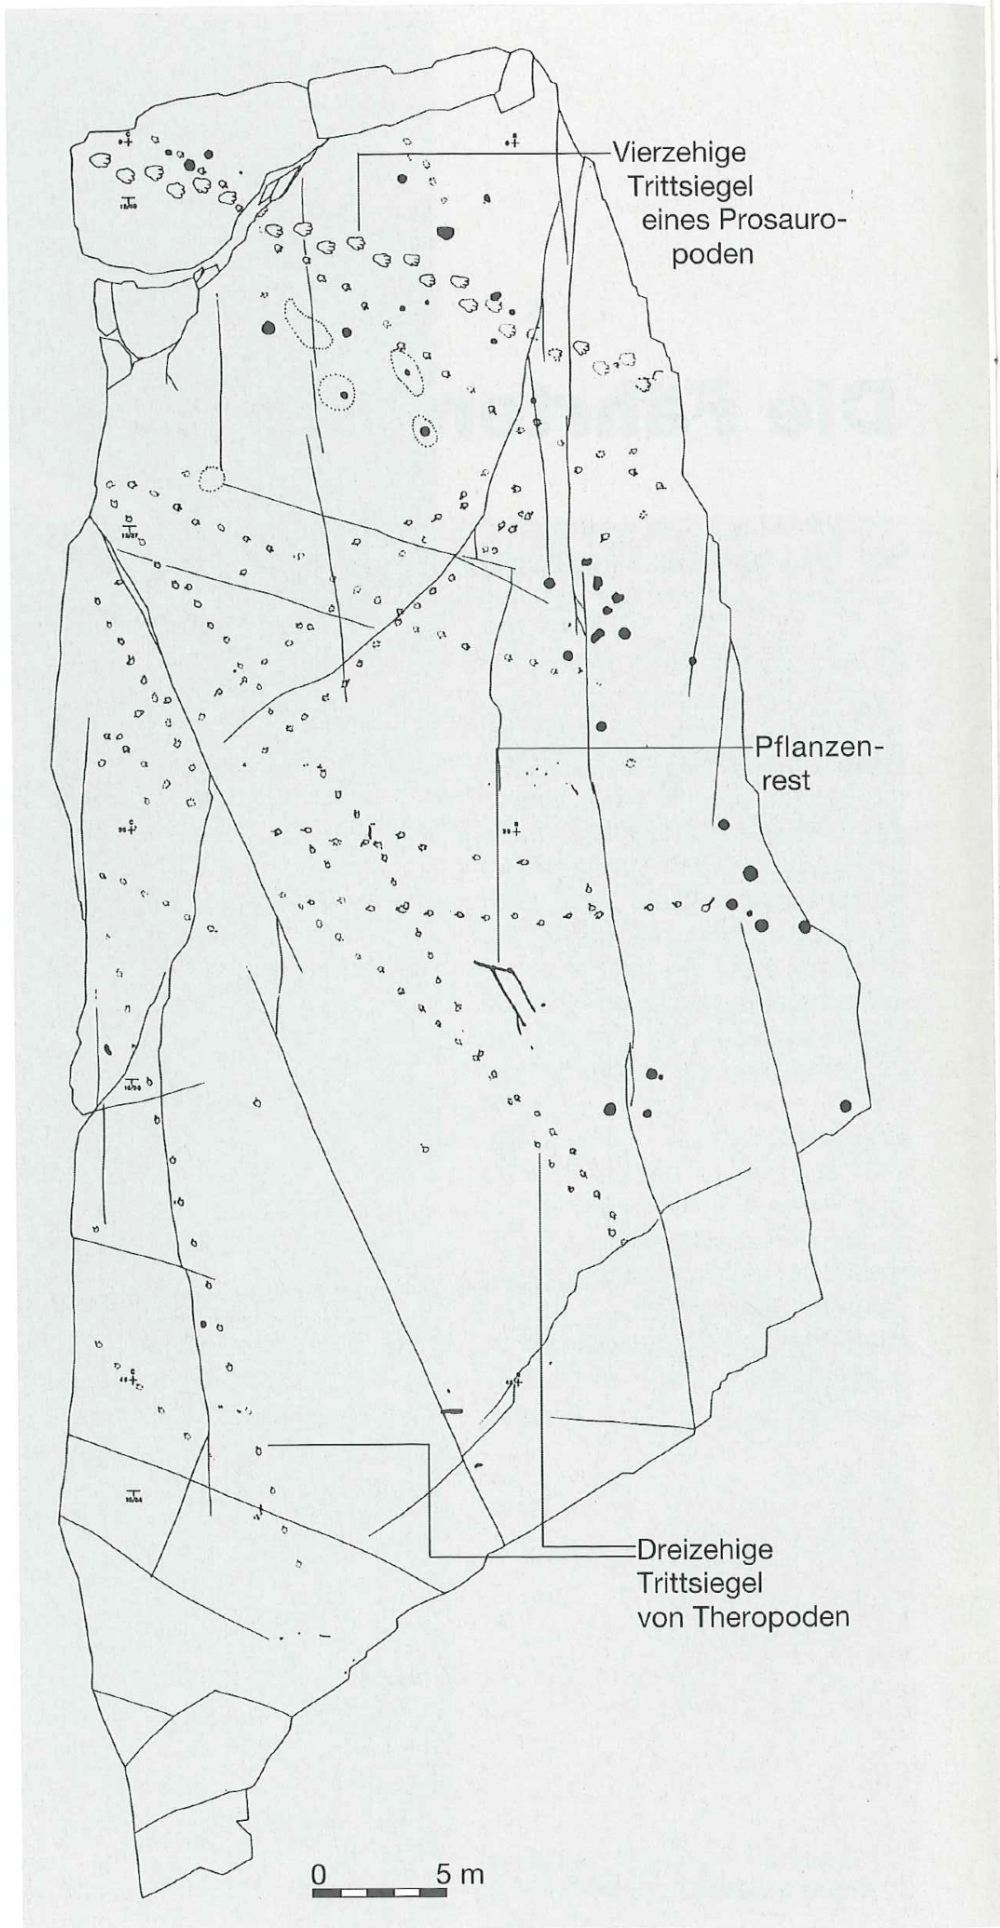 Vierzehige
Trittsiegel
eines Prosauro-
poden
Pflanzen-
rest
Dreizehige
Trittsiegel
von Theropoden
0 5 m